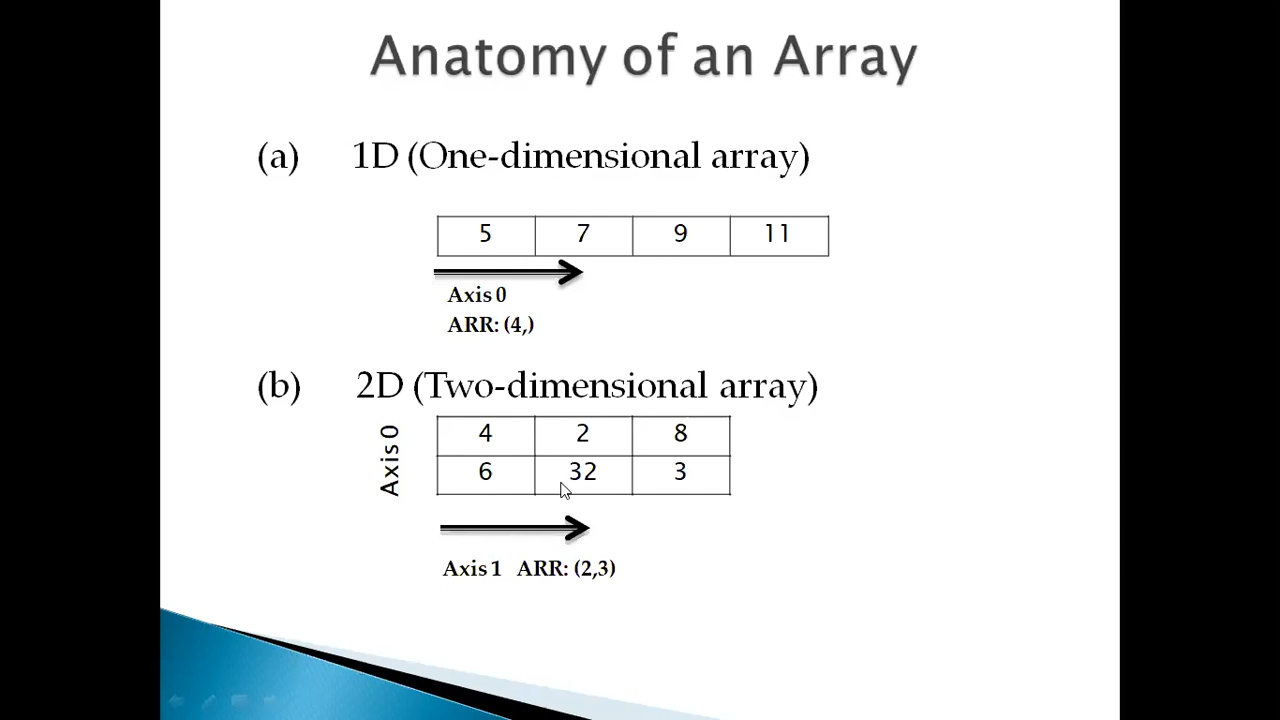 Anatomy of an Array
(a) 1D (One-dimensional array)
5 7 9 11
Axis 0
ARR: (4,)
(b) 2D (Two-dimensional array)
Axis 0
4 2 8
6 32 3
Axis 1 ARR: (2,3)